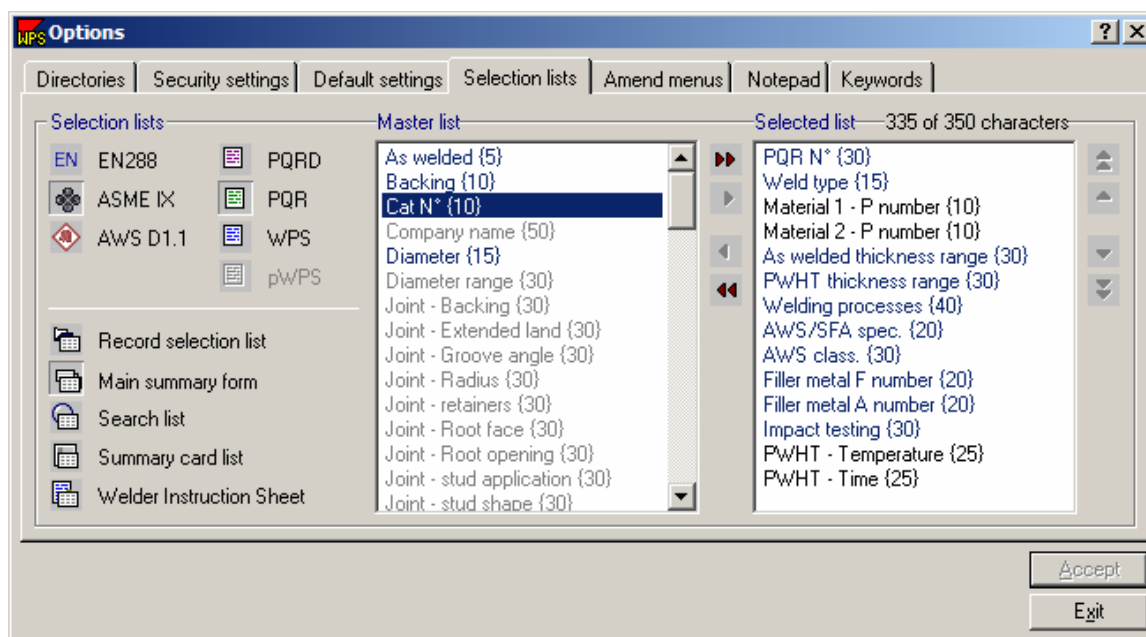 WPS Options
Directories
Security settings
Default settings
Selection lists
Amend menus
Notepad
Keywords
Selection lists
EN EN288
PQRD
ASME IX
PQR
AWS D1.1
WPS
pWPS
Record selection list
Main summary form
Search list
Summary card list
Welder Instruction Sheet
Master list
As welded {5}
Backing {10}
Cat N° {10}
Company name {50}
Diameter {15}
Diameter range {30}
Joint - Backing {30}
Joint - Extended land {30}
Joint - Groove angle {30}
Joint - Radius {30}
Joint - retainers {30}
Joint - Root face {30}
Joint - Root opening {30}
Joint - stud application {30}
Joint - stud shape {30}
Selected list 335 of 350 characters
PQR N° {30}
Weld type {15}
Material 1 - P number {10}
Material 2 - P number {10}
As welded thickness range {30}
PWHT thickness range {30}
Welding processes {40}
AWS/SFA spec. {20}
AWS class. {30}
Filler metal F number {20}
Filler metal A number {20}
Impact testing {30}
PWHT - Temperature {25}
PWHT - Time {25}
Accept
Exit